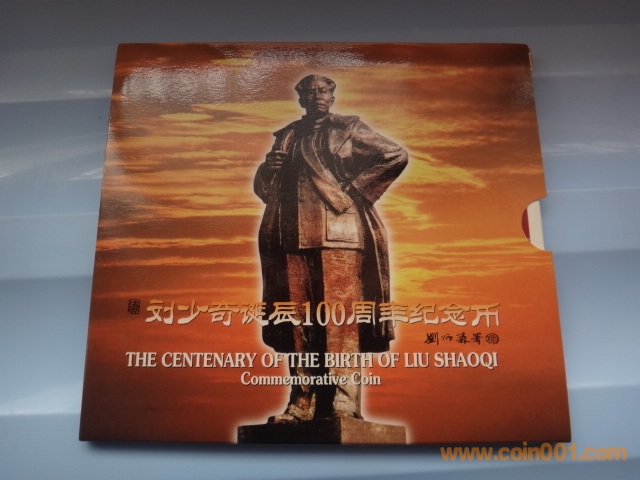 刘少奇诞辰100周年纪念币
THE CENTENARY OF THE BIRTH OF LIU SHAOQI
Commemorative Coin
www.coin001.com